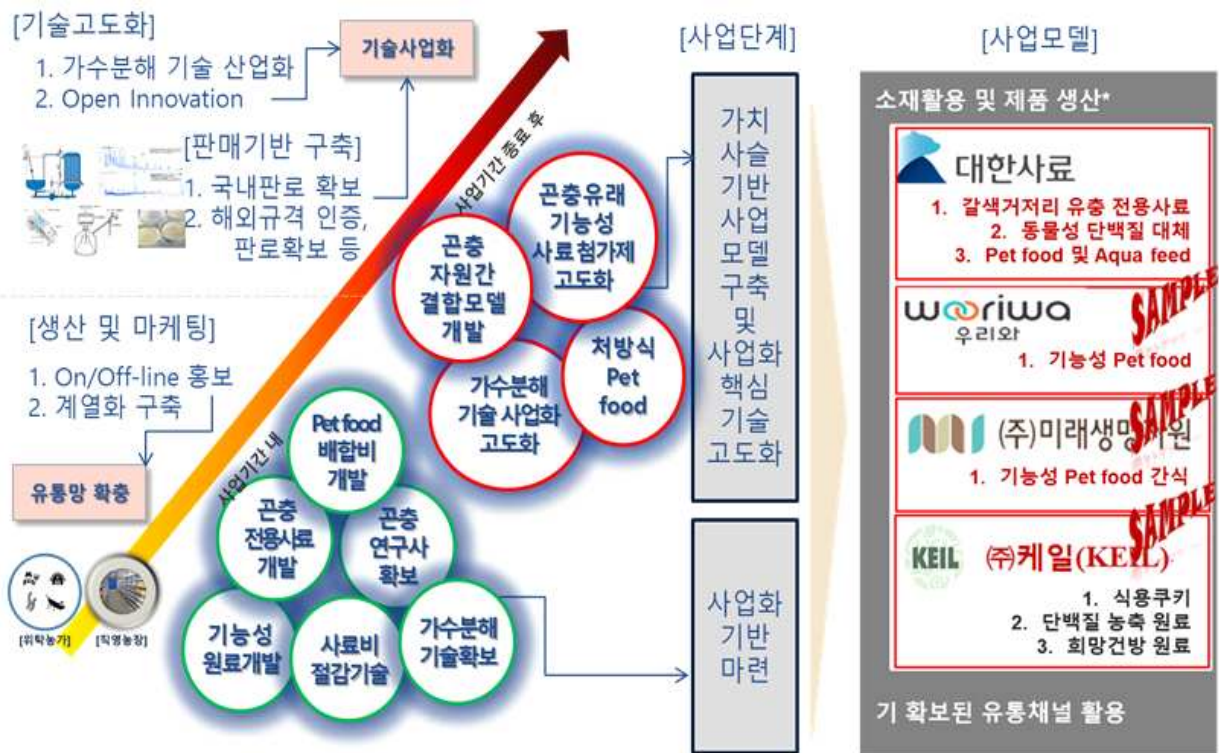 [기술고도화]
1. 가수분해 기술 산업화
2. Open Innovation
기술사업화
[판매기반 구축]
1. 국내판로 확보
2. 해외규격 인증,
판로확보 등
[생산 및 마케팅]
1. On/Off-line 홍보
2. 계열화 구축
유통망 확충
[위탁농가]
[직영농장]
사업기간 내
사업기간 종료 후
곤충
자원간
결합모델
개발
곤충유래
기능성
사료첨가제
고도화
가수분해
기술 사업화
고도화
처방식
Pet
food
Pet food
배합비
개발
곤충
전용사료
개발
곤충
연구사
확보
기능성
원료개발
사료비
절감기술
가수분해
기술확보
[사업단계]
가치
사슬
기반
사업
모델
구축
및
사업화
핵심
기술
고도화
사업화
기반
마련
[사업모델]
소재활용 및 제품 생산*
대한사료
1. 갈색거저리 유충 전용사료
2. 동물성 단백질 대체
3. Pet food 및 Aqua feed
SAMPLE
wooriwa
우리와
1. 기능성 Pet food
SAMPLE
(주)미래생명자원
1. 기능성 Pet food 간식
SAMPLE
KEIL
㈜케일(KEIL)
1. 식용쿠키
2. 단백질 농축 원료
3. 희망건방 원료
기 확보된 유통채널 활용